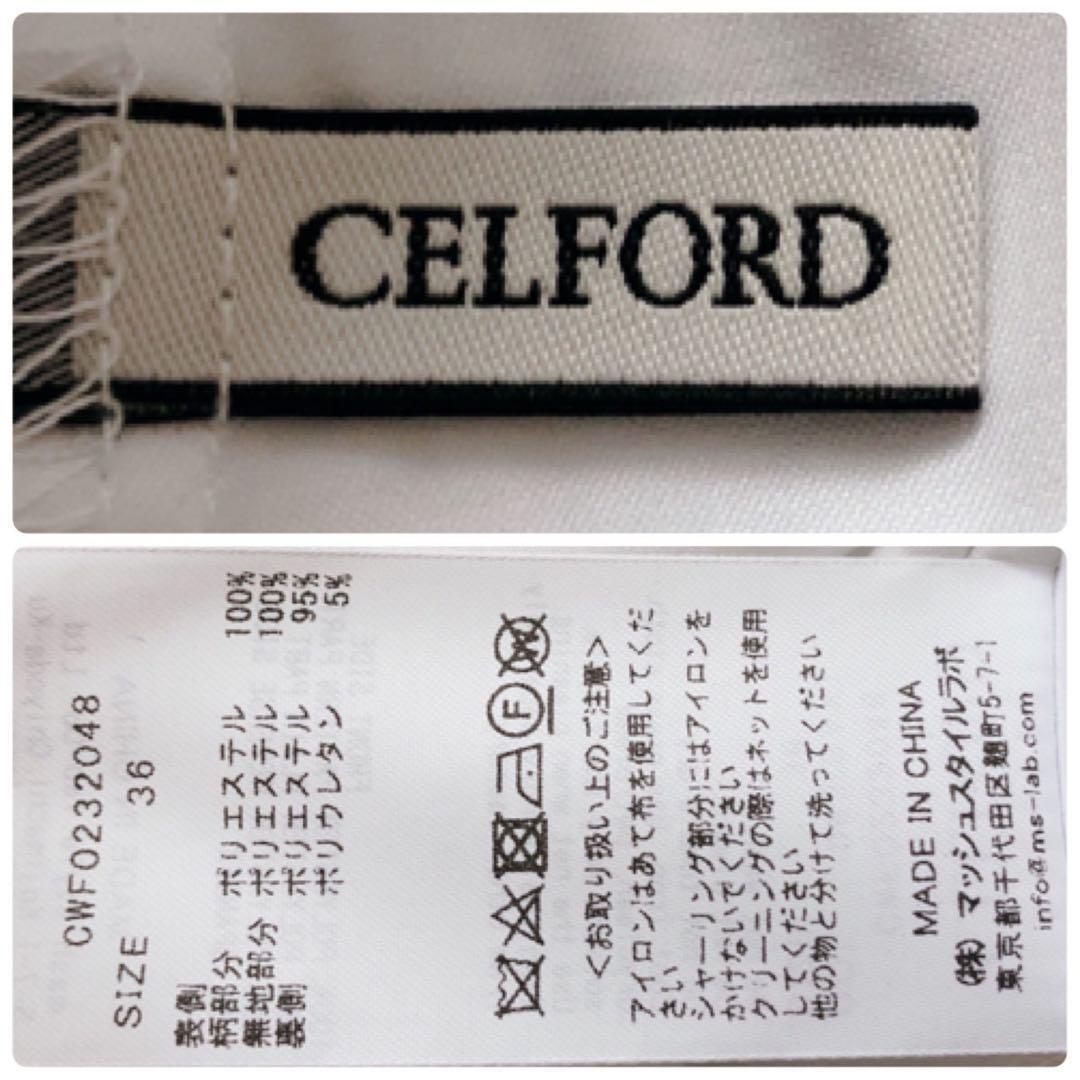 CELFORD
CWFO232048
SIZE 36
表側
柄部分 ポリエステル 100%
無地部分 ポリエステル 100%
裏側 ポリエステル 95%
ポリウレタン 5%
F W
＜お取り扱い上のご注意＞
アイロンはあて布を使用してくだ
さい
シャーリング部分にはアイロンを
かけないでください
クリーニングの際はネットを使用
してください
他の物と分けて洗ってください
MADE IN CHINA
(株) マッシュスタイルラボ
東京都千代田区麹町5-7-1
info@ms-lab.com